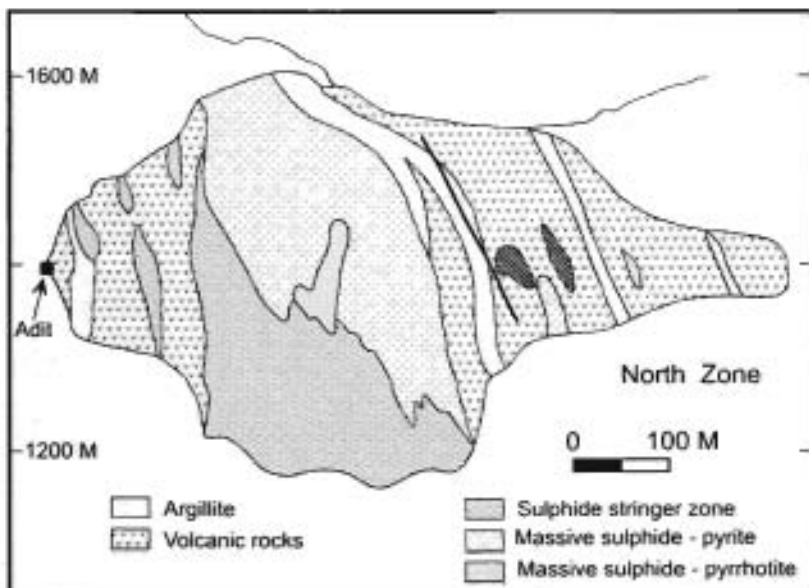 1600 M
Adit
North Zone
0 100 M
1200 M
Argillite
Volcanic rocks
Sulphide stringer zone
Massive sulphide - pyrite
Massive sulphide - pyrrhotite